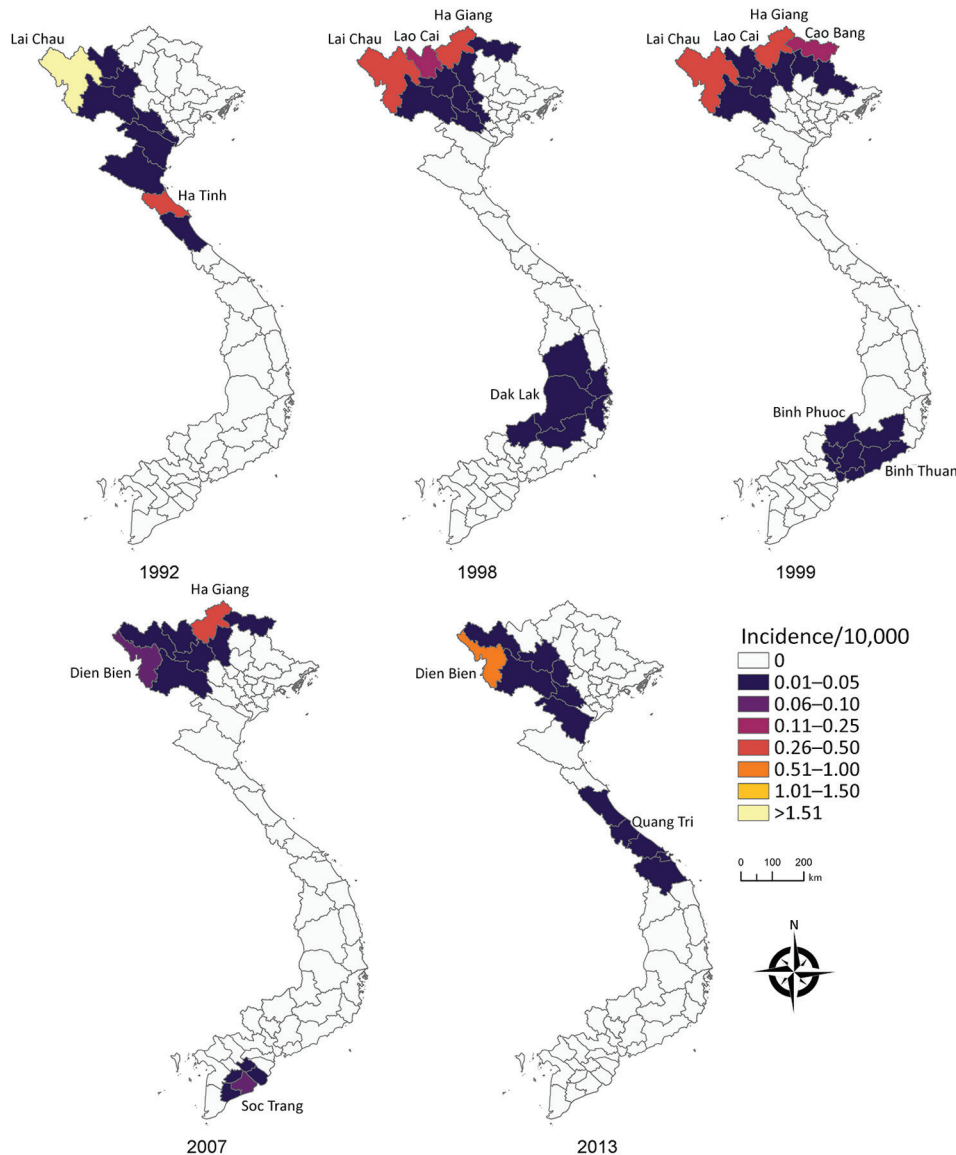 Lai Chau
Ha Tinh
1992
Ha Giang
Lai Chau
Lao Cai
Dak Lak
1998
Ha Giang
Lao Cai
Cao Bang
Lai Chau
Binh Phuoc
Binh Thuan
1999
Ha Giang
Dien Bien
Soc Trang
2007
Dien Bien
Quang Tri
2013
Incidence/10,000
0
0.01–0.05
0.06–0.10
0.11–0.25
0.26–0.50
0.51–1.00
1.01–1.50
>1.51
0 100 200
km
N